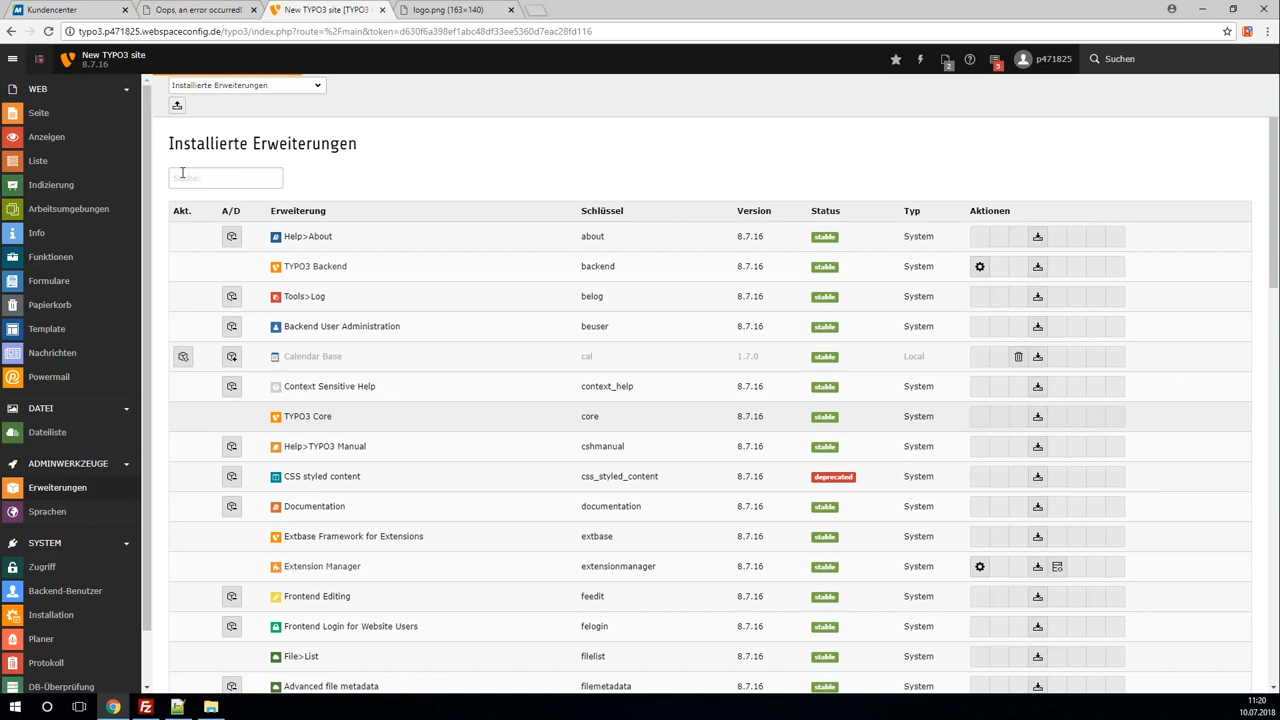 Kundencenter
Oops, an error occurred!
New TYPO3 site [TYPO3
logo.png (163×140)
typo3.p471825.webspaceconfig.de/typo3/index.php?route=%2Fmain&token=d630f6a398ef1abc48df33ee5360d7eac28fd116
New TYPO3 site
8.7.16
2
5
p471825
Suchen
WEB
Seite
Anzeigen
Liste
Indizierung
Arbeitsumgebungen
Info
Funktionen
Formulare
Papierkorb
Template
Nachrichten
Powermail
DATEI
Dateiliste
ADMINWERKZEUGE
Erweiterungen
Sprachen
SYSTEM
Zugriff
Backend-Benutzer
Installation
Planer
Protokoll
DB-Überprüfung
Installierte Erweiterungen
Installierte Erweiterungen
Suche:
Akt. A/D Erweiterung Schlüssel Version Status Typ Aktionen
Help>About about 8.7.16 stable System
TYPO3 Backend backend 8.7.16 stable System
Tools>Log belog 8.7.16 stable System
Backend User Administration beuser 8.7.16 stable System
Calendar Base cal 1.7.0 stable Local
Context Sensitive Help context_help 8.7.16 stable System
TYPO3 Core core 8.7.16 stable System
Help>TYPO3 Manual cshmanual 8.7.16 stable System
CSS styled content css_styled_content 8.7.16 deprecated System
Documentation documentation 8.7.16 stable System
Extbase Framework for Extensions extbase 8.7.16 stable System
Extension Manager extensionmanager 8.7.16 stable System
Frontend Editing feedit 8.7.16 stable System
Frontend Login for Website Users felogin 8.7.16 stable System
File>List filelist 8.7.16 stable System
Advanced file metadata filemetadata 8.7.16 stable System
11:20
10.07.2018